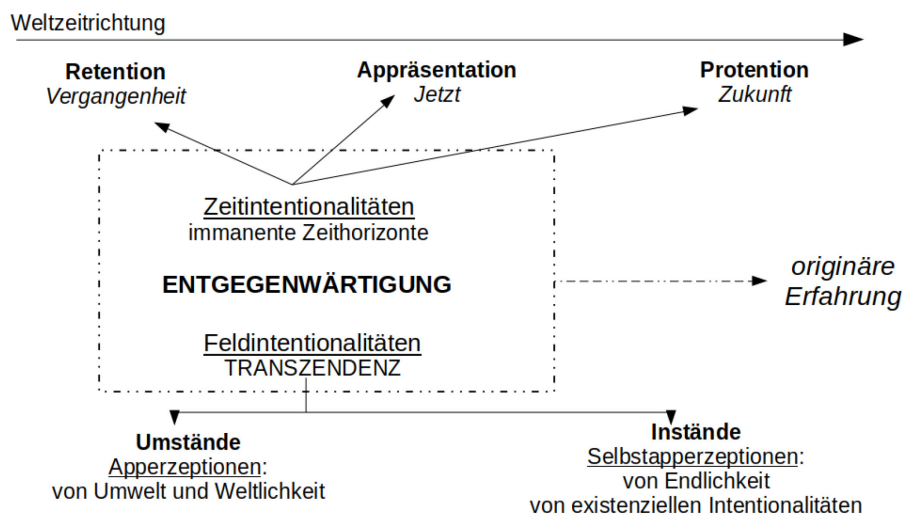 Weltzeitrichtung
Retention
Vergangenheit
Appräsentation
Jetzt
Protention
Zukunft
Zeitintentionalitäten
immanente Zeithorizonte
ENTGEGENWÄRTIGUNG
originäre
Erfahrung
Feldintentionalitäten
TRANSZENDENZ
Umstände
Apperzeptionen:
von Umwelt und Weltlichkeit
Instände
Selbstapperzeptionen:
von Endlichkeit
von existenziellen Intentionalitäten